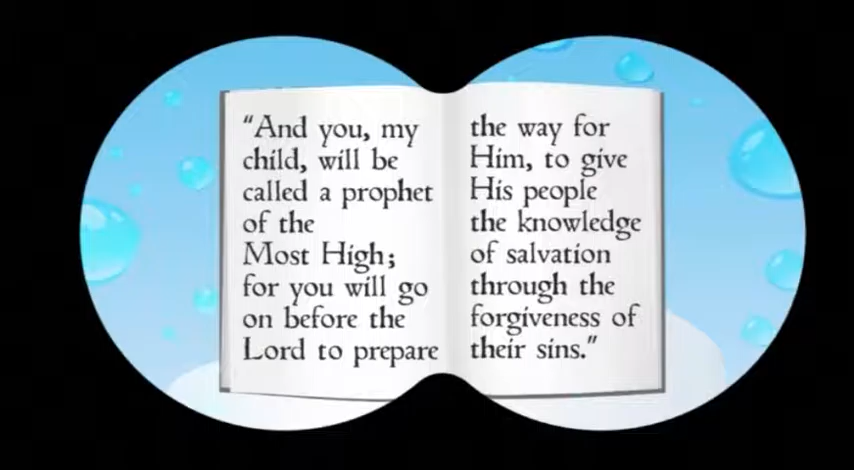 “And you, my
child, will be
called a prophet
of the
Most High;
for you will go
on before the
Lord to prepare
the way for
Him, to give
His people
the knowledge
of salvation
through the
forgiveness of
their sins.”